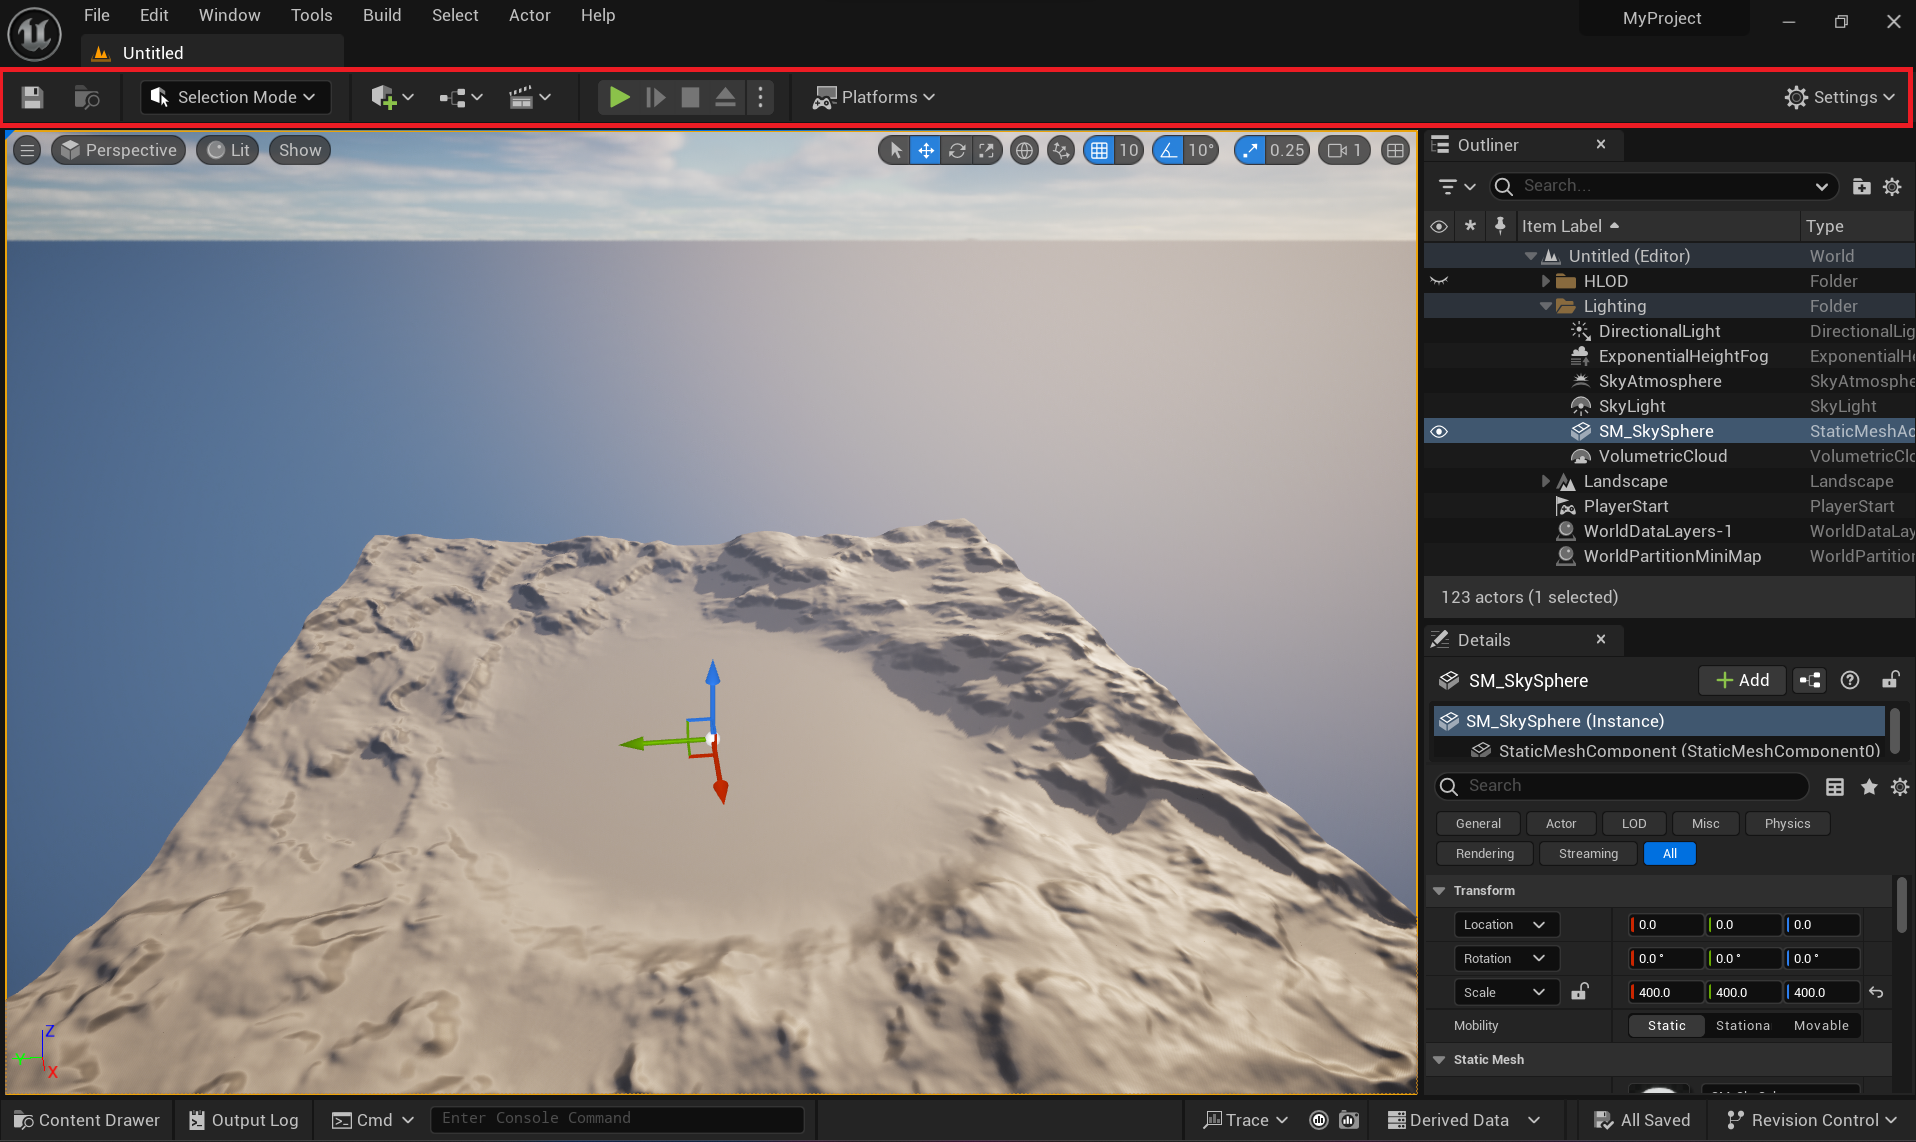 File Edit Window Tools Build Select Actor Help
MyProject
Untitled
Selection Mode
Platforms
Settings
Perspective Lit Show
10 10° 0.25 1
Outliner
Search...
Item Label Type
Untitled (Editor) World
HLOD Folder
Lighting Folder
DirectionalLight DirectionalLig
ExponentialHeightFog ExponentialHe
SkyAtmosphere SkyAtmosphe
SkyLight SkyLight
SM_SkySphere StaticMeshAc
VolumetricCloud VolumetricClo
Landscape Landscape
PlayerStart PlayerStart
WorldDataLayers-1 WorldDataLay
WorldPartitionMiniMap WorldPartition
123 actors (1 selected)
Details
SM_SkySphere
Add
SM_SkySphere (Instance)
StaticMeshComponent (StaticMeshComponent0)
Search
General Actor LOD Misc Physics
Rendering Streaming All
Transform
Location 0.0 0.0 0.0
Rotation 0.0° 0.0° 0.0°
Scale 400.0 400.0 400.0
Mobility Static Stationa Movable
Static Mesh
Z
Y
X
Content Drawer Output Log Cmd Enter Console Command Trace Derived Data All Saved Revision Control